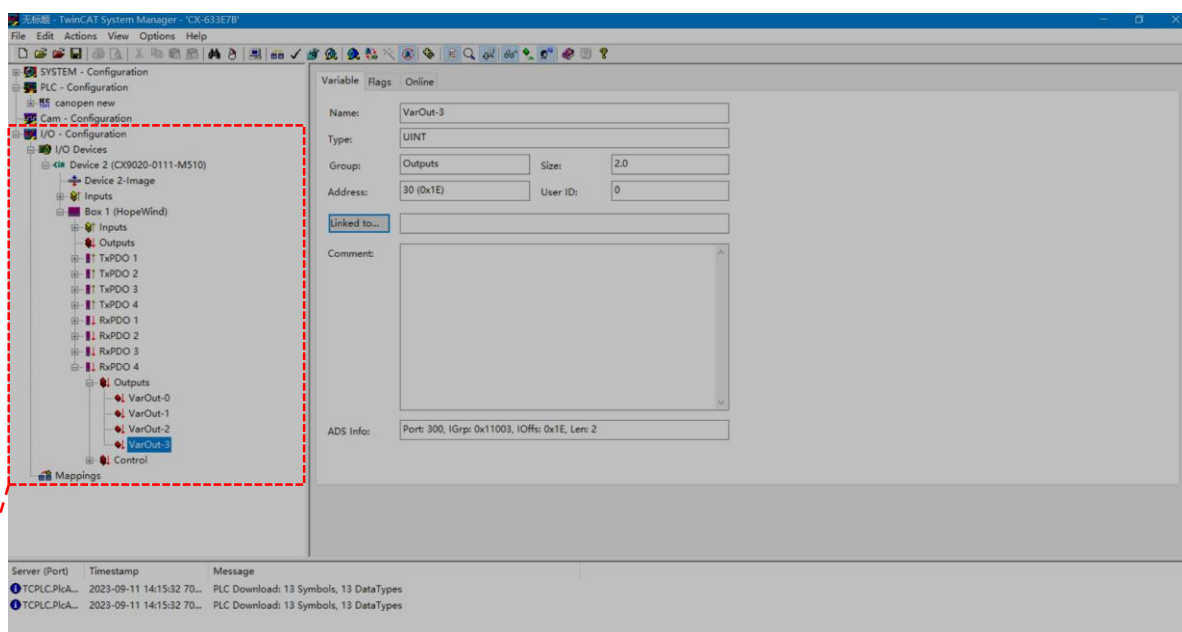 无标题 - TwinCAT System Manager - 'CX-633E7B'
File Edit Actions View Options Help
SYSTEM - Configuration
PLC - Configuration
canopen new
Cam - Configuration
I/O - Configuration
I/O Devices
Device 2 (CX9020-0111-M510)
Device 2-Image
Inputs
Box 1 (HopeWind)
Inputs
Outputs
TxPDO 1
TxPDO 2
TxPDO 3
TxPDO 4
RxPDO 1
RxPDO 2
RxPDO 3
RxPDO 4
Outputs
VarOut-0
VarOut-1
VarOut-2
VarOut-3
Control
Mappings
Variable Flags Online
Name: VarOut-3
Type: UINT
Group: Outputs Size: 2.0
Address: 30 (0x1E) User ID: 0
Linked to...
Comment:
ADS Info: Port: 300, IGrp: 0x11003, IOffs: 0x1E, Len: 2
Server (Port) Timestamp Message
TCPLC.PlcA... 2023-09-11 14:15:32 70... PLC Download: 13 Symbols, 13 DataTypes
TCPLC.PlcA... 2023-09-11 14:15:32 70... PLC Download: 13 Symbols, 13 DataTypes